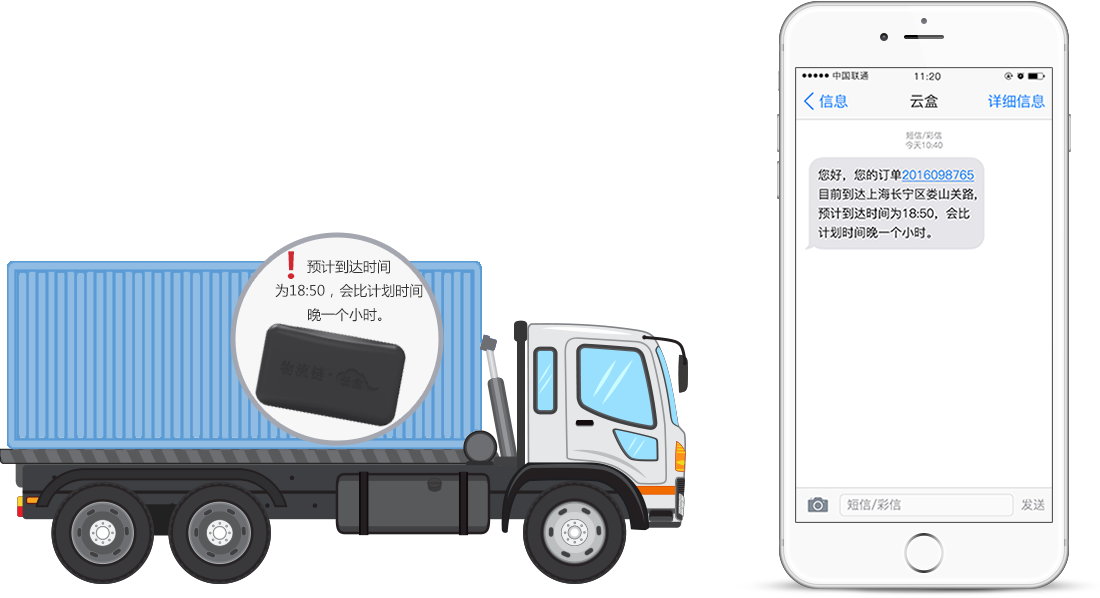 预计到达时间
为18:50，会比计划时间
晚一个小时。
物流链·云盒
中国联通
11:20
信息
云盒
详细信息
短信/彩信
今天10:40
您好，您的订单2016098765
目前到达上海长宁区娄山关路,
预计到达时间为18:50，会比
计划时间晚一个小时。
短信/彩信
发送